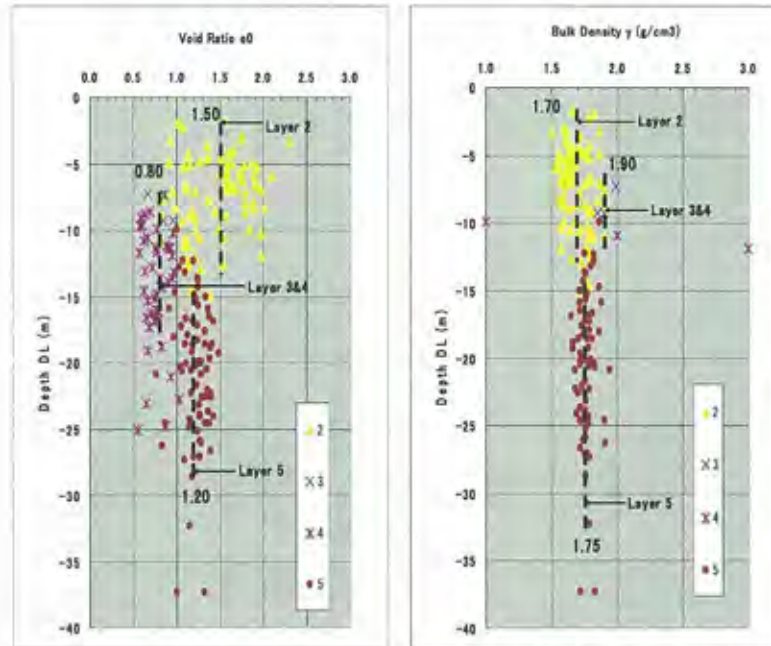 Void Ratio e0
0.0 0.5 1.0 1.5 2.0 2.5 3.0
0
-5
-10
-15
-20
-25
-30
-35
-40
Depth DL (m)
1.50
Layer 2
0.80
Layer 3&4
Layer 5
1.20
2
3
4
5
Bulk Density γ (g/cm3)
1.0 1.5 2.0 2.5 3.0
0
-5
-10
-15
-20
-25
-30
-35
-40
Depth DL (m)
1.70
Layer 2
1.90
Layer 3&4
Layer 5
1.75
2
3
4
5